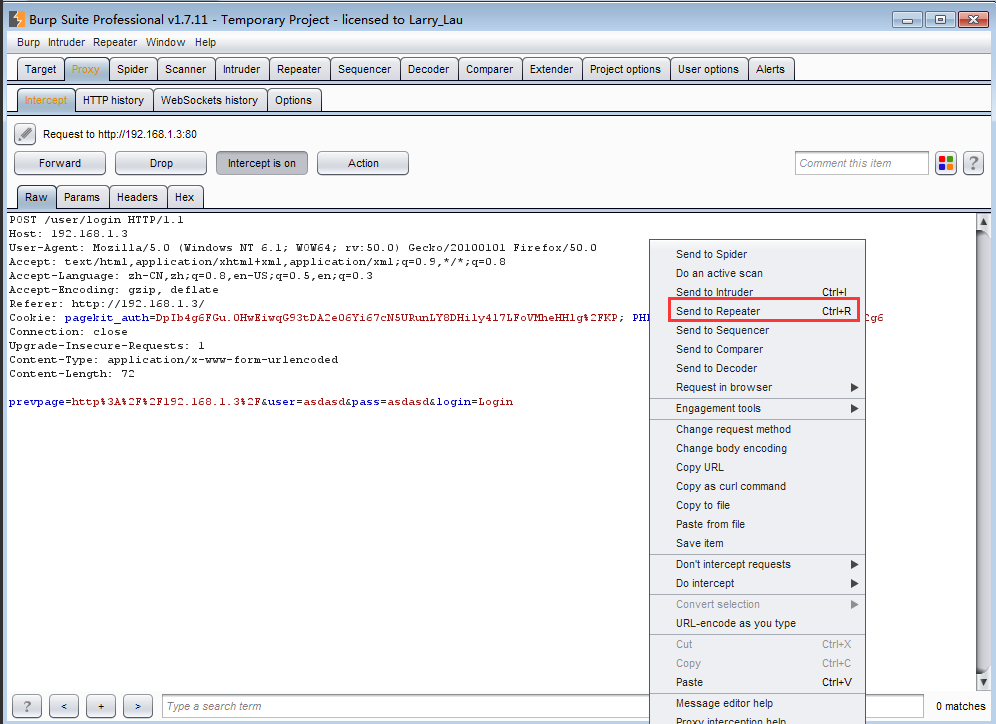 Burp Suite Professional v1.7.11 - Temporary Project - licensed to Larry_Lau
Burp Intruder Repeater Window Help
Target Proxy Spider Scanner Intruder Repeater Sequencer Decoder Comparer Extender Project options User options Alerts
Intercept HTTP history WebSockets history Options
Request to http://192.168.1.3:80
Forward Drop Intercept is on Action Comment this item ?
Raw Params Headers Hex
POST /user/login HTTP/1.1
Host: 192.168.1.3
User-Agent: Mozilla/5.0 (Windows NT 6.1; WOW64; rv:50.0) Gecko/20100101 Firefox/50.0
Accept: text/html,application/xhtml+xml,application/xml;q=0.9,*/*;q=0.8
Accept-Language: zh-CN,zh;q=0.8,en-US;q=0.5,en;q=0.3
Accept-Encoding: gzip, deflate
Referer: http://192.168.1.3/
Cookie: PH
Connection: close
Upgrade-Insecure-Requests: 1
Content-Type: application/x-www-form-urlencoded
Content-Length: 72
prevpage=http%3A%2F%2F192.168.1.3%2F&user=asdasd&pass=asdasd&login=Login
Send to Spider
Do an active scan
Send to Intruder Ctrl+I
Send to Repeater Ctrl+R
Send to Sequencer
Send to Comparer
Send to Decoder
Request in browser
Engagement tools
Change request method
Change body encoding
Copy URL
Copy as curl command
Copy to file
Paste from file
Save item
Don't intercept requests
Do intercept
Convert selection
URL-encode as you type
Cut Ctrl+X
Copy Ctrl+C
Paste Ctrl+V
Message editor help
Proxy interception help
? < + > Type a search term 0 matches